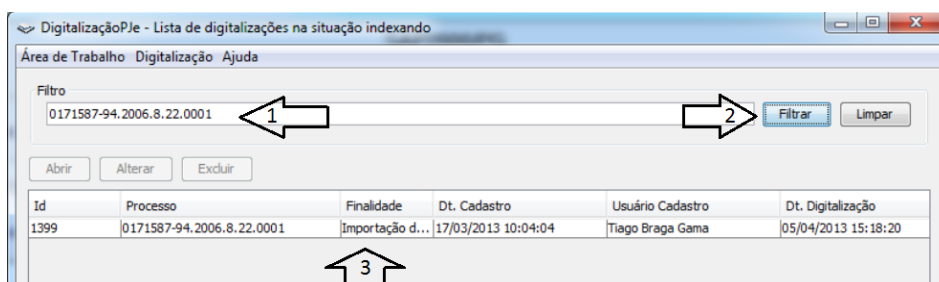 DigitalizaçãoPJe - Lista de digitalizações na situação indexando
Área de Trabalho Digitalização Ajuda
Filtro
0171587-94.2006.8.22.0001 1 2 Filtrar Limpar
Abrir Alterar Excluir
Id Processo Finalidade Dt. Cadastro Usuário Cadastro Dt. Digitalização
1399 0171587-94.2006.8.22.0001 Importação d... 17/03/2013 10:04:04 Tiago Braga Gama 05/04/2013 15:18:20
3